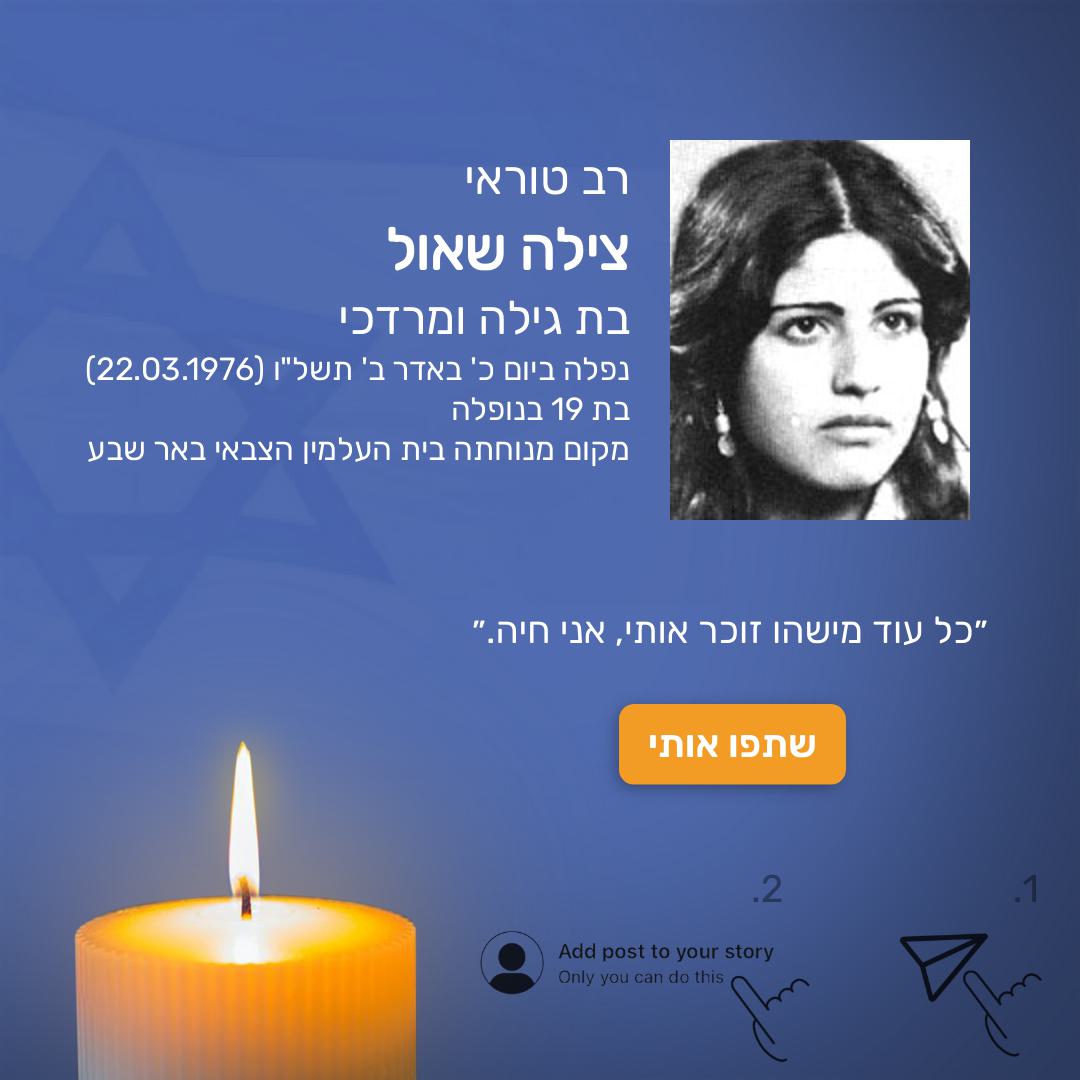 רב טוראי
צילה שאול
בת גילה ומרדכי
נפלה ביום כ' באדר ב' תשל"ו (22.03.1976)
בת 19 בנופלה
מקום מנוחתה בית העלמין הצבאי באר שבע
"כל עוד מישהו זוכר אותי, אני חיה."
שתפו אותי
1.
2.
Add post to your story
Only you can do this